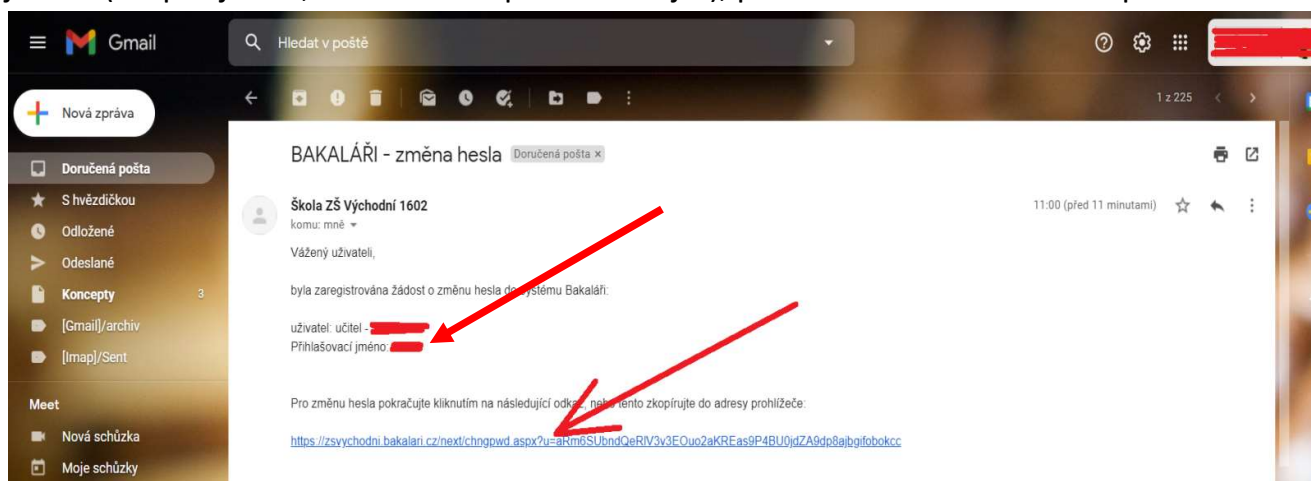 Gmail
Hledat v poště
Nová zpráva
1 z 225
BAKALÁŘI - změna hesla Doručená pošta ×
Doručená pošta
S hvězdičkou
Odložené
Odeslané
Koncepty 3
[Gmail]/archiv
[Imap]/Sent
Meet
Nová schůzka
Moje schůzky
Škola ZŠ Východní 1602
11:00 (před 11 minutami)
komu: mně
Vážený uživateli,
byla zaregistrována žádost o změnu hesla do systému Bakaláři:
uživatel: učitel -
Přihlašovací jméno:
Pro změnu hesla pokračujte kliknutím na následující odkaz, nebo tento zkopírujte do adresy prohlížeče:
https://zsvychodni.bakalari.cz/next/chngpwd.aspx?u=aRm6SUbndQeRlV3v3EOuo2aKREas9P4BU0jdZA9dp8ajbgifobokcc